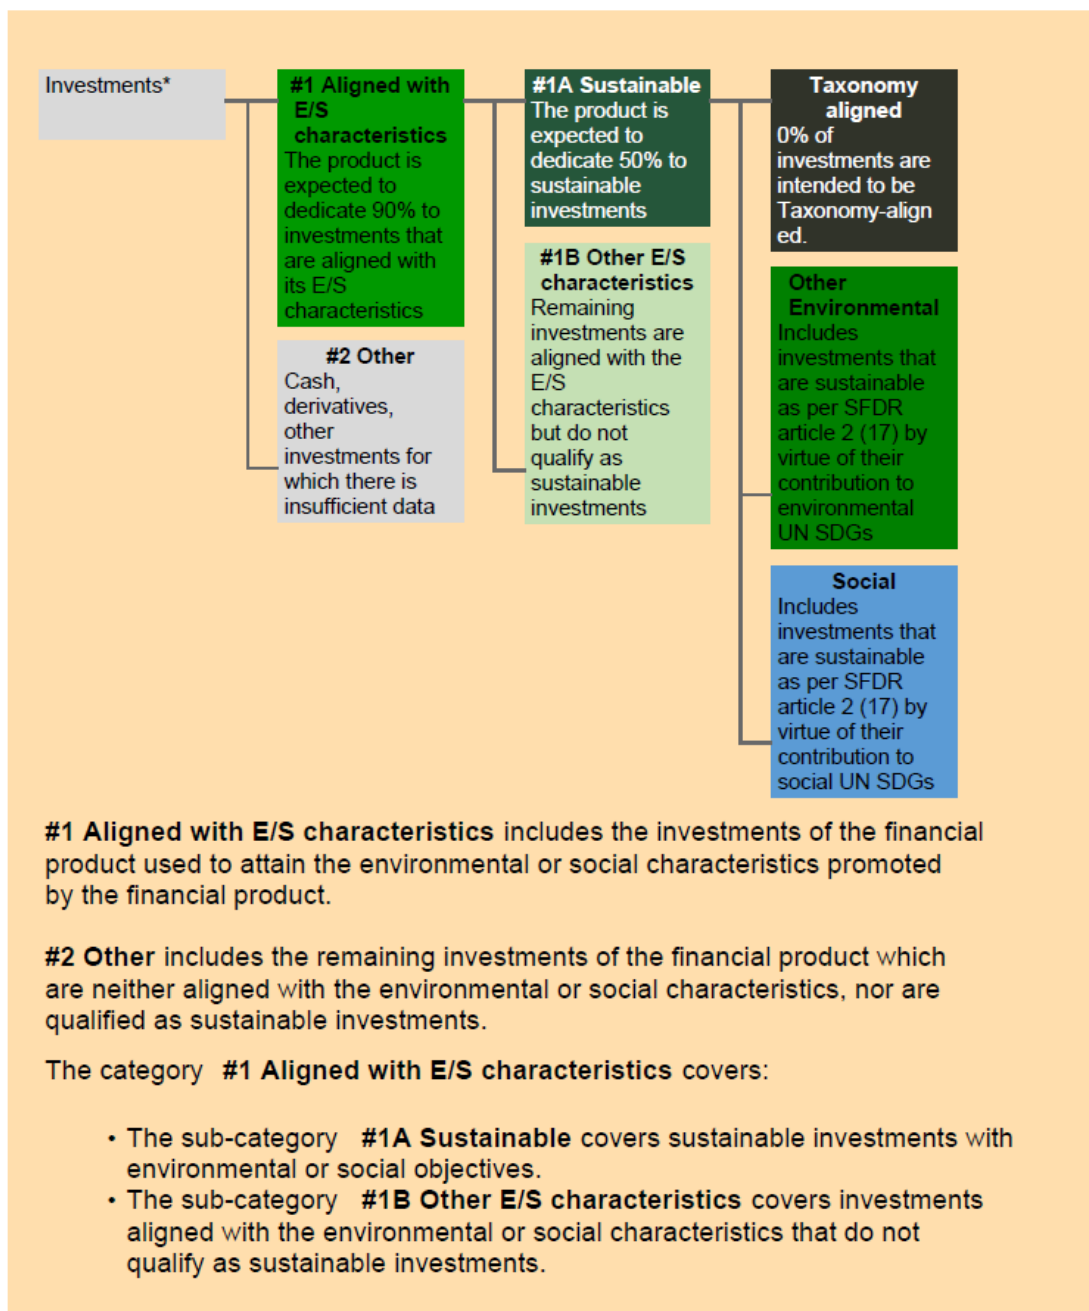 Investments*
#1 Aligned with
E/S
characteristics
The product is
expected to
dedicate 90% to
investments that
are aligned with
its E/S
characteristics
#2 Other
Cash,
derivatives,
other
investments for
which there is
insufficient data
#1A Sustainable
The product is
expected to
dedicate 50% to
sustainable
investments
#1B Other E/S
characteristics
Remaining
investments are
aligned with the
E/S
characteristics
but do not
qualify as
sustainable
investments
Taxonomy
aligned
0% of
investments are
intended to be
Taxonomy-align
ed.
Other
Environmental
Includes
investments that
are sustainable
as per SFDR
article 2 (17) by
virtue of their
contribution to
environmental
UN SDGs
Social
Includes
investments that
are sustainable
as per SFDR
article 2 (17) by
virtue of their
contribution to
social UN SDGs
#1 Aligned with E/S characteristics includes the investments of the financial
product used to attain the environmental or social characteristics promoted
by the financial product.
#2 Other includes the remaining investments of the financial product which
are neither aligned with the environmental or social characteristics, nor are
qualified as sustainable investments.
The category #1 Aligned with E/S characteristics covers:
• The sub-category #1A Sustainable covers sustainable investments with
environmental or social objectives.
• The sub-category #1B Other E/S characteristics covers investments
aligned with the environmental or social characteristics that do not
qualify as sustainable investments.